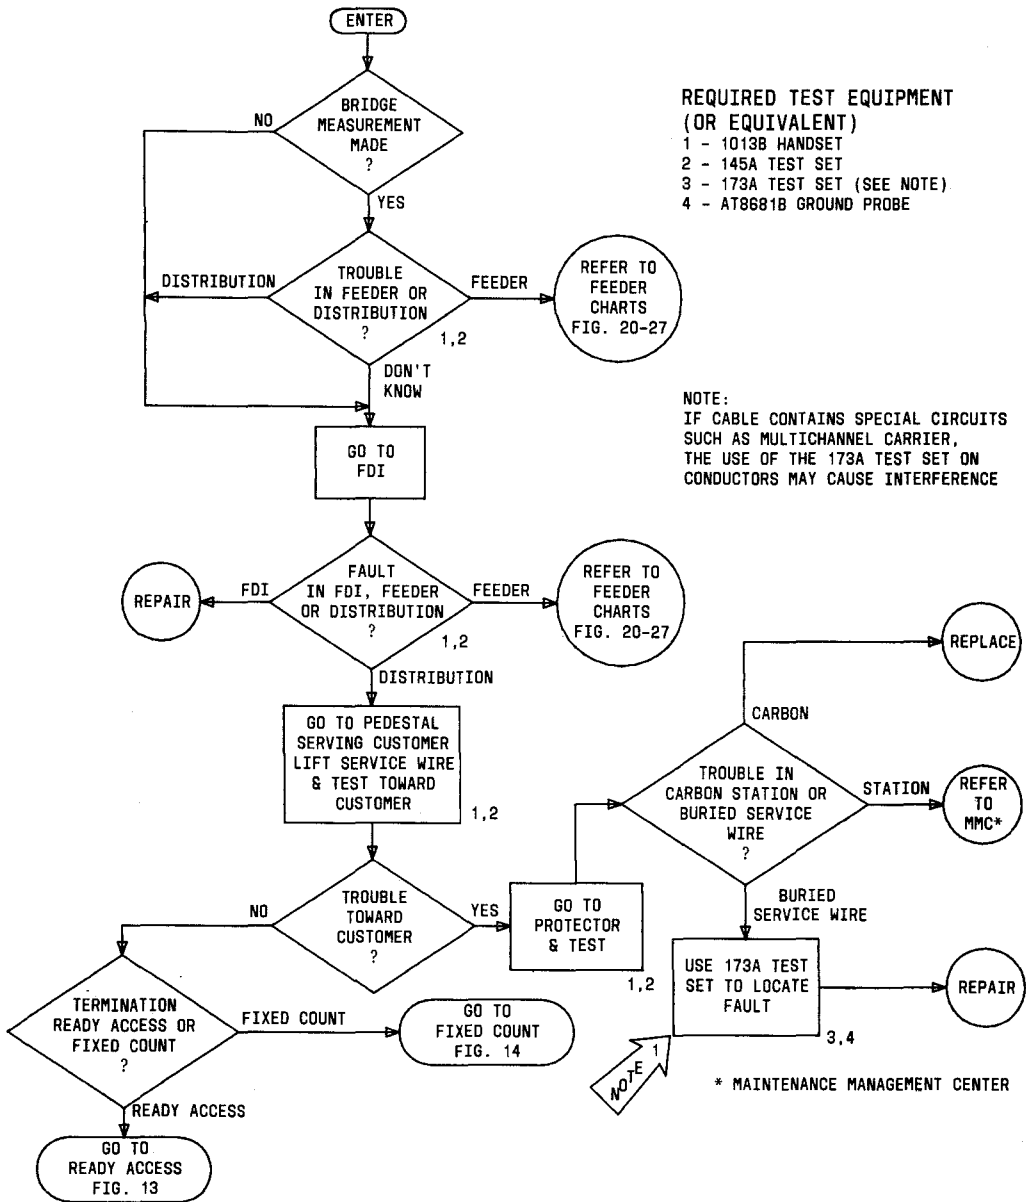 ENTER
BRIDGE
MEASUREMENT
MADE
?
NO
YES
REQUIRED TEST EQUIPMENT
(OR EQUIVALENT)
1 - 1013B HANDSET
2 - 145A TEST SET
3 - 173A TEST SET (SEE NOTE)
4 - AT8681B GROUND PROBE
DISTRIBUTION
TROUBLE
IN FEEDER OR
DISTRIBUTION
?
1,2
FEEDER
REFER TO
FEEDER
CHARTS
FIG. 20-27
DON'T
KNOW
NOTE:
IF CABLE CONTAINS SPECIAL CIRCUITS
SUCH AS MULTICHANNEL CARRIER,
THE USE OF THE 173A TEST SET ON
CONDUCTORS MAY CAUSE INTERFERENCE
GO TO
FDI
REPAIR
FDI
FAULT
IN FDI, FEEDER
OR DISTRIBUTION
?
1,2
FEEDER
REFER TO
FEEDER
CHARTS
FIG. 20-27
DISTRIBUTION
GO TO PEDESTAL
SERVING CUSTOMER
LIFT SERVICE WIRE
& TEST TOWARD
CUSTOMER
1,2
REPLACE
CARBON
TROUBLE IN
CARBON STATION OR
BURIED SERVICE
WIRE
?
STATION
REFER
TO
MMC*
BURIED
SERVICE WIRE
NO
TROUBLE
TOWARD
CUSTOMER
?
YES
GO TO
PROTECTOR
& TEST
1,2
USE 173A TEST
SET TO LOCATE
FAULT
3,4
REPAIR
NOTE 1
* MAINTENANCE MANAGEMENT CENTER
TERMINATION
READY ACCESS OR
FIXED COUNT
?
FIXED COUNT
GO TO
FIXED COUNT
FIG. 14
READY ACCESS
GO TO
READY ACCESS
FIG. 13